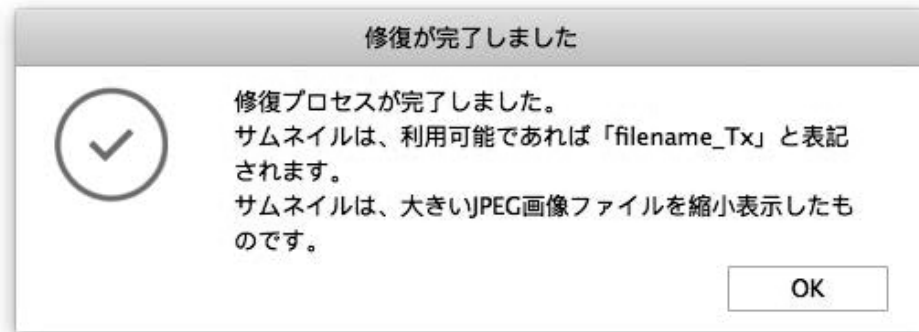 修復が完了しました
修復プロセスが完了しました。
サムネイルは、利用可能であれば「filename_Tx」と表記
されます。
サムネイルは、大きいJPEG画像ファイルを縮小表示したも
のです。
OK